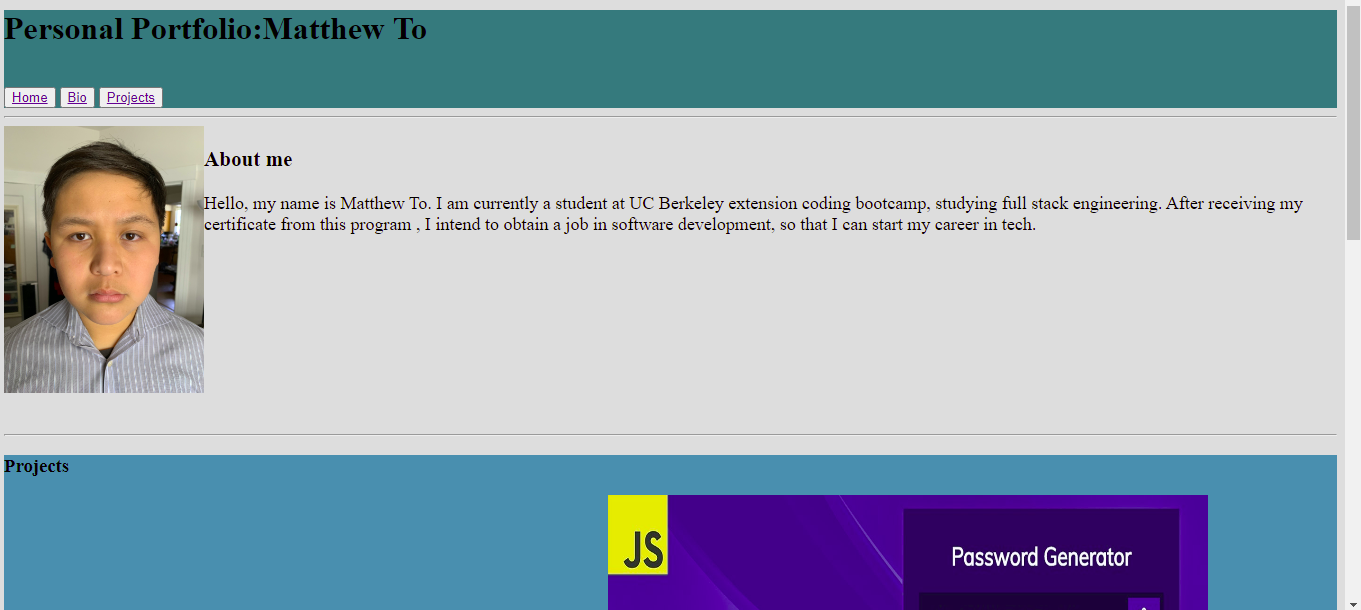 Personal Portfolio:Matthew To
Home Bio Projects
About me
Hello, my name is Matthew To. I am currently a student at UC Berkeley extension coding bootcamp, studying full stack engineering. After receiving my
certificate from this program , I intend to obtain a job in software development, so that I can start my career in tech.
Projects
JS
Password Generator